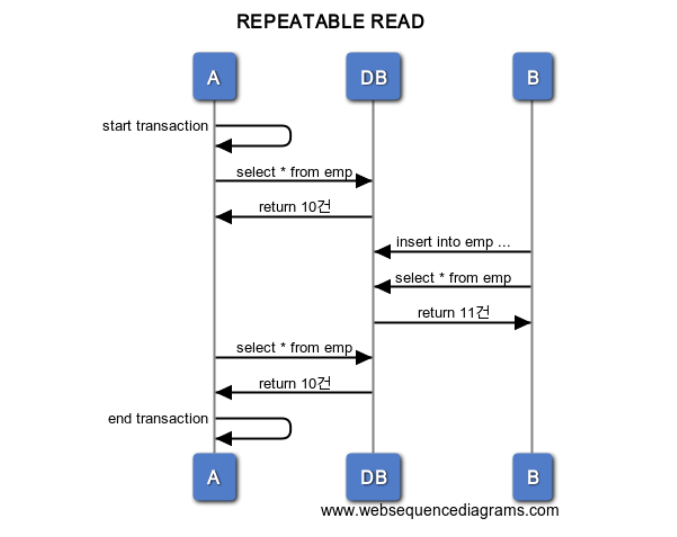 REPEATABLE READ
A
DB
B
start transaction
select * from emp
return 10건
insert into emp ...
select * from emp
return 11건
select * from emp
return 10건
end transaction
A
DB
B
www.websequencediagrams.com